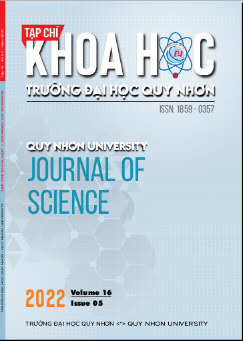 TẠP CHÍ
KHOA HỌC
TRƯỜNG ĐẠI HỌC QUY NHƠN
ISSN: 1859 - 0357
QUY NHON UNIVERSITY
JOURNAL OF
SCIENCE
2022
Volume 16
Issue 05
TRƯỜNG ĐẠI HỌC QUY NHƠN <*> QUY NHON UNIVERSITY